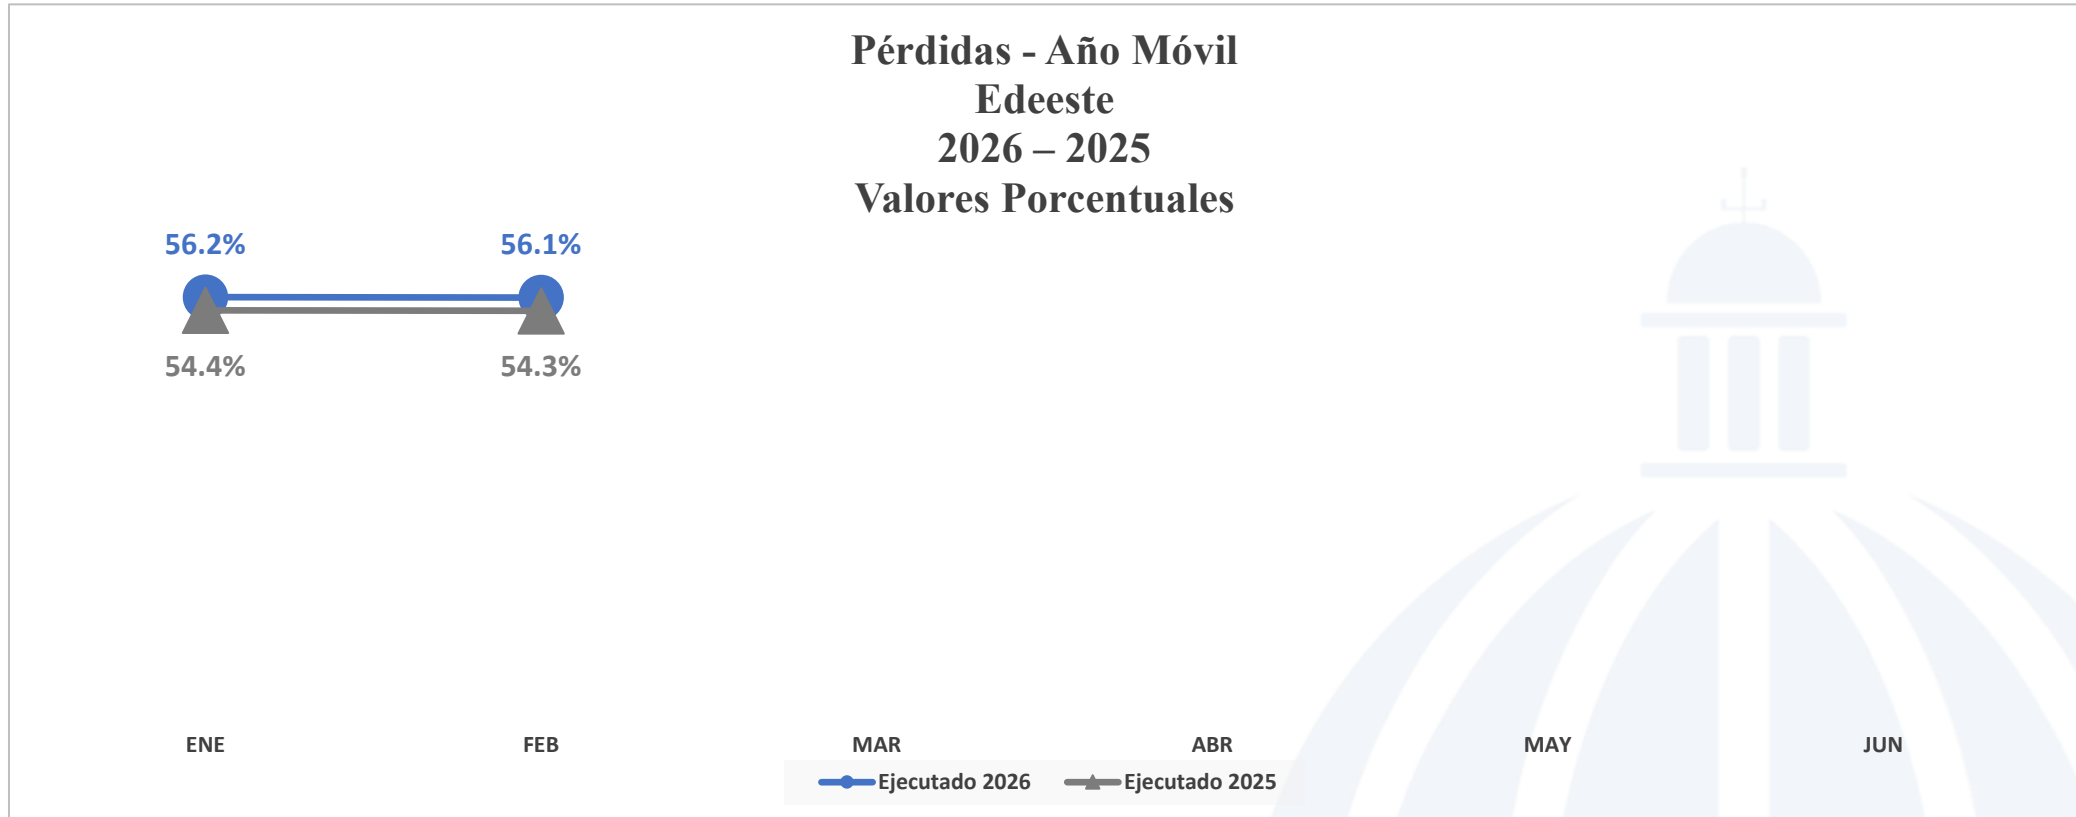 Pérdidas - Año Móvil
Edeeste
2026 – 2025
Valores Porcentuales
56.2% 56.1%
54.4% 54.3%
ENE FEB MAR ABR MAY JUN
Ejecutado 2026 Ejecutado 2025